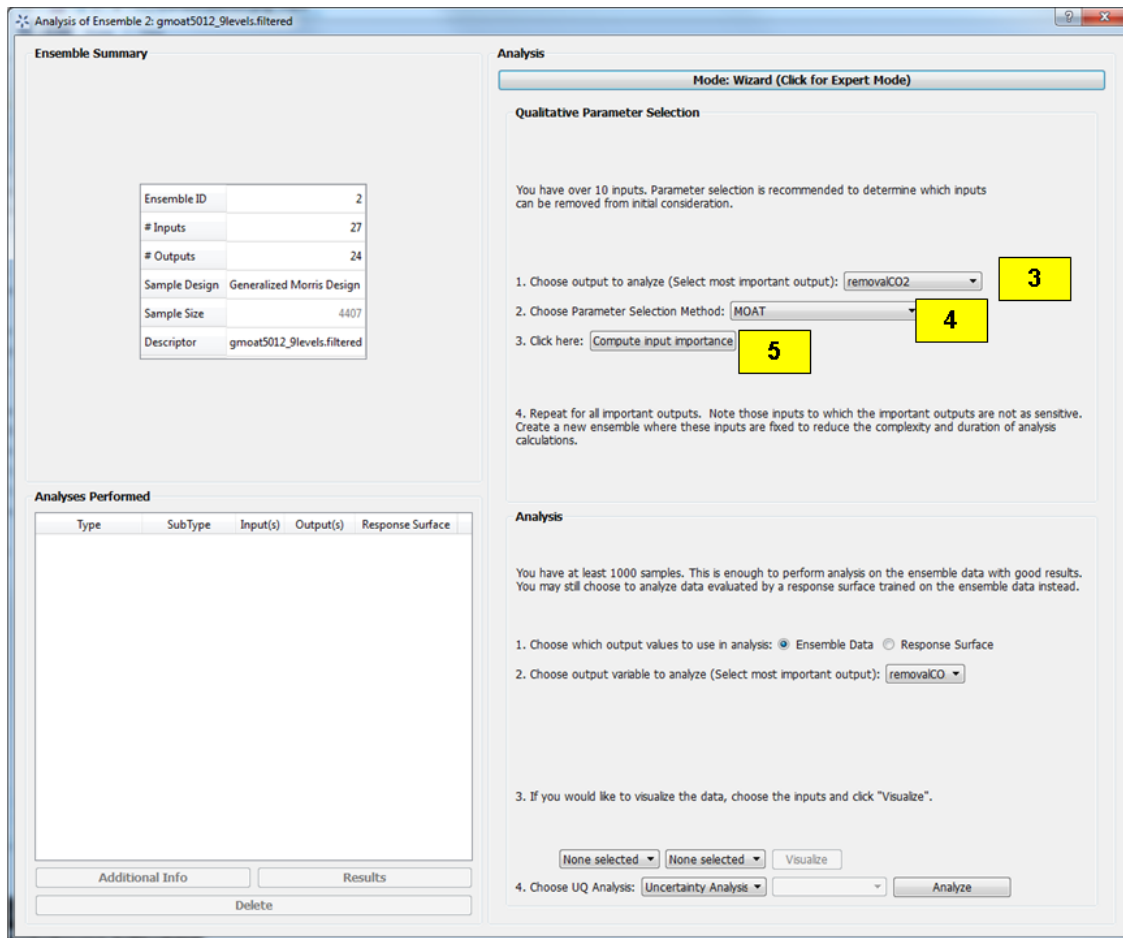 Analysis of Ensemble 2: gmoat5012_9levels.filtered
Ensemble Summary
Ensemble ID 2
# Inputs 27
# Outputs 24
Sample Design Generalized Morris Design
Sample Size 4407
Descriptor gmoat5012_9levels.filtered
Analyses Performed
Type SubType Input(s) Output(s) Response Surface
Additional Info Results
Delete
Analysis
Mode: Wizard (Click for Expert Mode)
Qualitative Parameter Selection
You have over 10 inputs. Parameter selection is recommended to determine which inputs
can be removed from initial consideration.
1. Choose output to analyze (Select most important output): removalCO2
3
2. Choose Parameter Selection Method: MOAT
4
3. Click here: Compute input importance
5
4. Repeat for all important outputs. Note those inputs to which the important outputs are not as sensitive.
Create a new ensemble where these inputs are fixed to reduce the complexity and duration of analysis
calculations.
Analysis
You have at least 1000 samples. This is enough to perform analysis on the ensemble data with good results.
You may still choose to analyze data evaluated by a response surface trained on the ensemble data instead.
1. Choose which output values to use in analysis: Ensemble Data Response Surface
2. Choose output variable to analyze (Select most important output): removalCO
3. If you would like to visualize the data, choose the inputs and click "Visualize".
None selected None selected Visualize
4. Choose UQ Analysis: Uncertainty Analysis Analyze